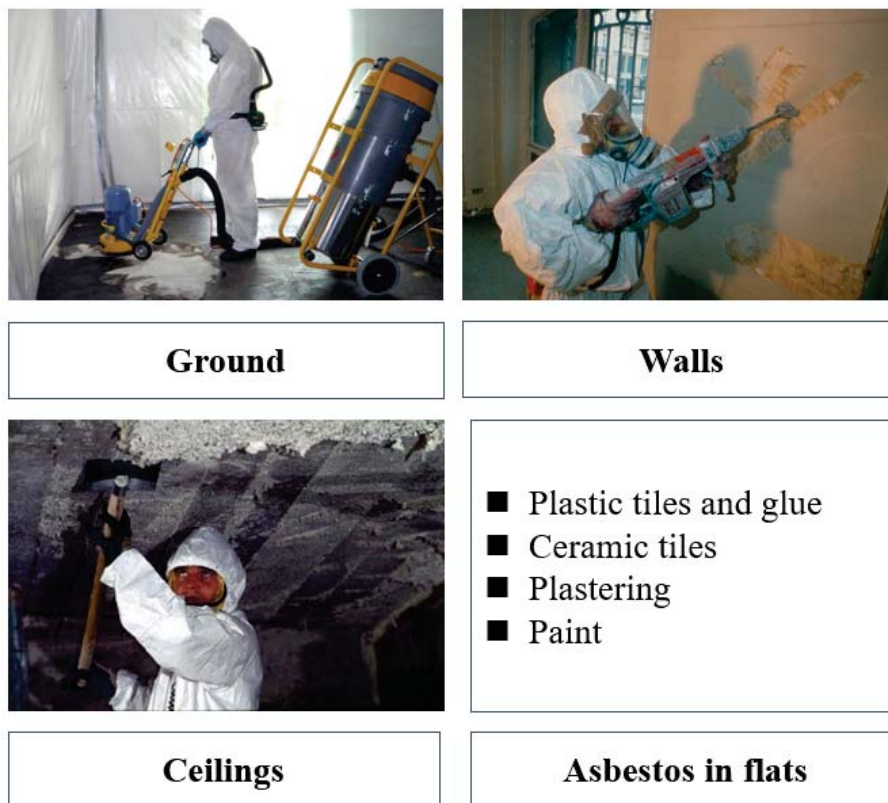 Ground
Walls
■ Plastic tiles and glue
■ Ceramic tiles
■ Plastering
■ Paint
Ceilings
Asbestos in flats